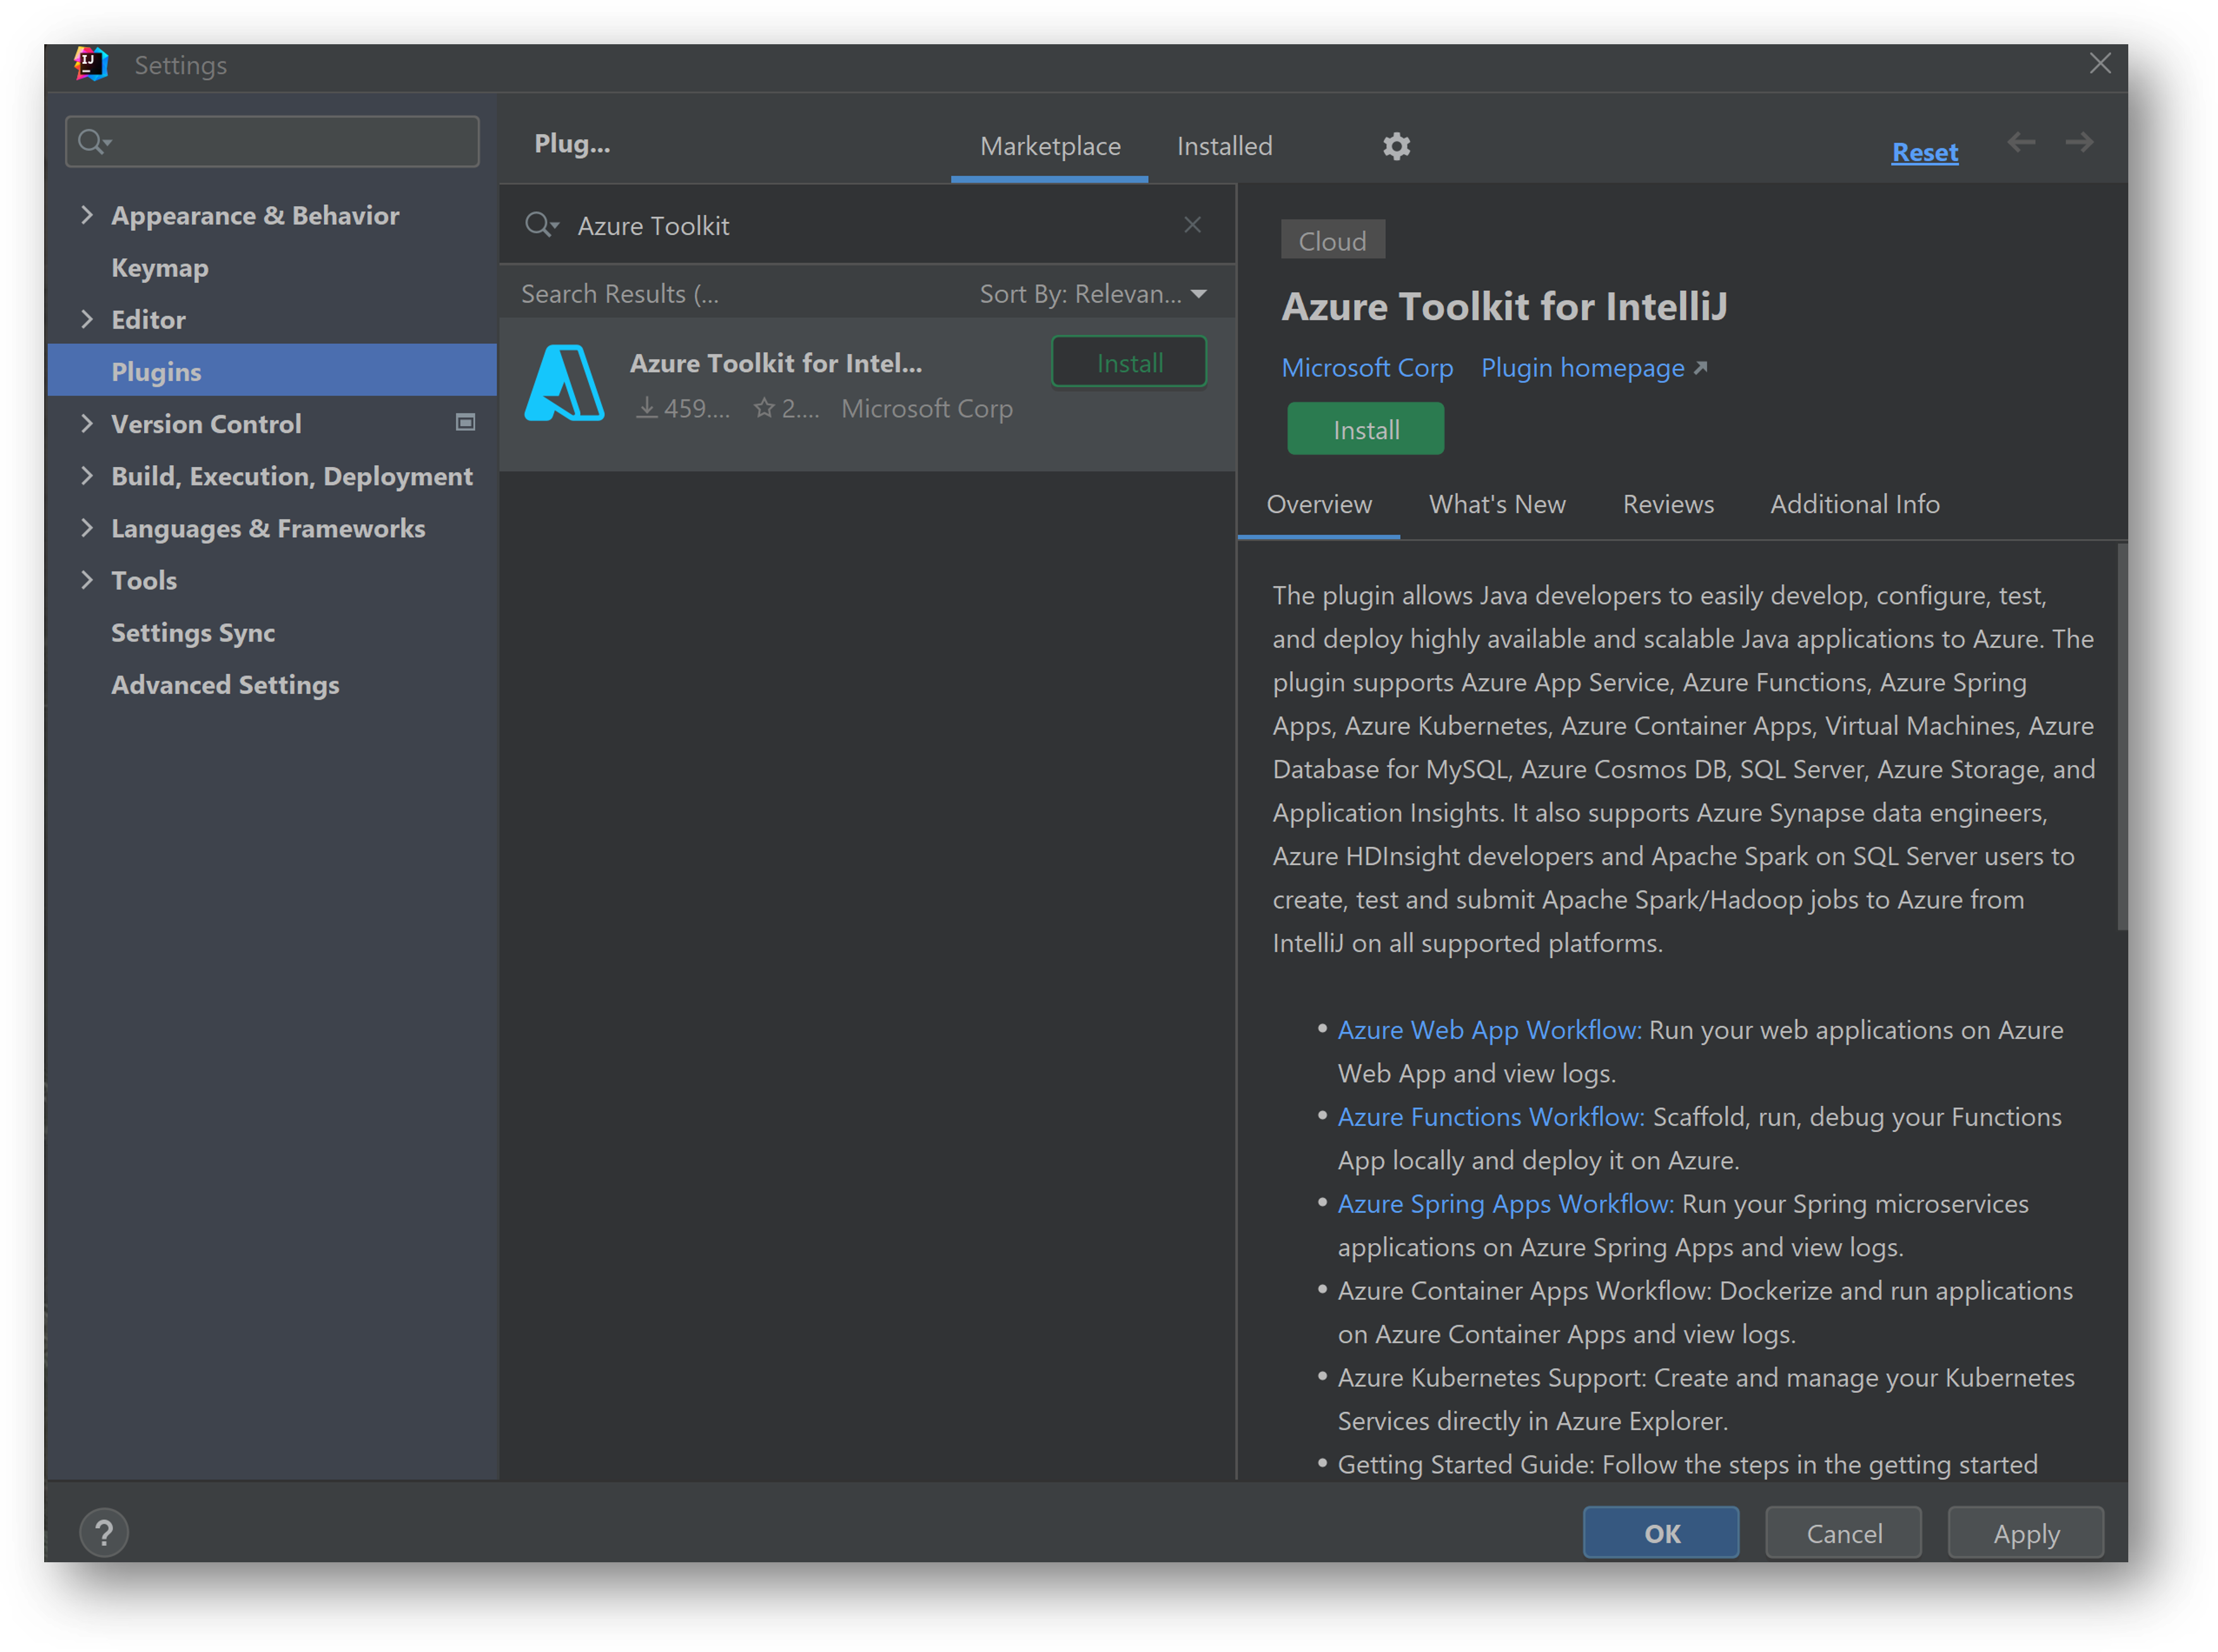 Settings
Appearance & Behavior
Keymap
Editor
Plugins
Version Control
Build, Execution, Deployment
Languages & Frameworks
Tools
Settings Sync
Advanced Settings
Plug...
Marketplace
Installed
Reset
Azure Toolkit
Search Results (...
Sort By: Relevan...
Azure Toolkit for Intel...
Install
459....
2....
Microsoft Corp
Cloud
Azure Toolkit for IntelliJ
Microsoft Corp
Plugin homepage
Install
Overview
What's New
Reviews
Additional Info
The plugin allows Java developers to easily develop, configure, test,
and deploy highly available and scalable Java applications to Azure. The
plugin supports Azure App Service, Azure Functions, Azure Spring
Apps, Azure Kubernetes, Azure Container Apps, Virtual Machines, Azure
Database for MySQL, Azure Cosmos DB, SQL Server, Azure Storage, and
Application Insights. It also supports Azure Synapse data engineers,
Azure HDInsight developers and Apache Spark on SQL Server users to
create, test and submit Apache Spark/Hadoop jobs to Azure from
IntelliJ on all supported platforms.
• Azure Web App Workflow: Run your web applications on Azure
Web App and view logs.
• Azure Functions Workflow: Scaffold, run, debug your Functions
App locally and deploy it on Azure.
• Azure Spring Apps Workflow: Run your Spring microservices
applications on Azure Spring Apps and view logs.
• Azure Container Apps Workflow: Dockerize and run applications
on Azure Container Apps and view logs.
• Azure Kubernetes Support: Create and manage your Kubernetes
Services directly in Azure Explorer.
• Getting Started Guide: Follow the steps in the getting started
?
OK
Cancel
Apply